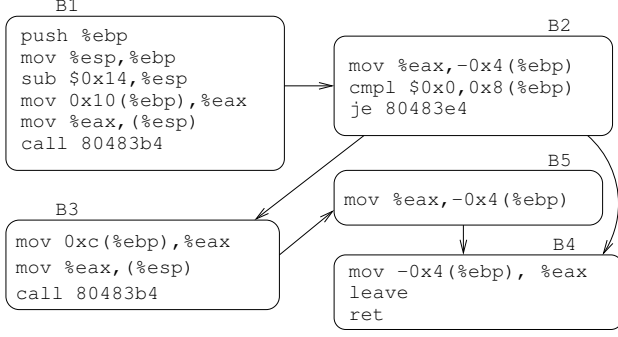 B1
push %ebp
mov %esp,%ebp
sub $0x14,%esp
mov 0x10(%ebp),%eax
mov %eax,(%esp)
call 80483b4
B2
mov %eax,-0x4(%ebp)
cmpl $0x0,0x8(%ebp)
je 80483e4
B3
mov 0xc(%ebp),%eax
mov %eax,(%esp)
call 80483b4
B5
mov %eax,-0x4(%ebp)
B4
mov -0x4(%ebp), %eax
leave
ret